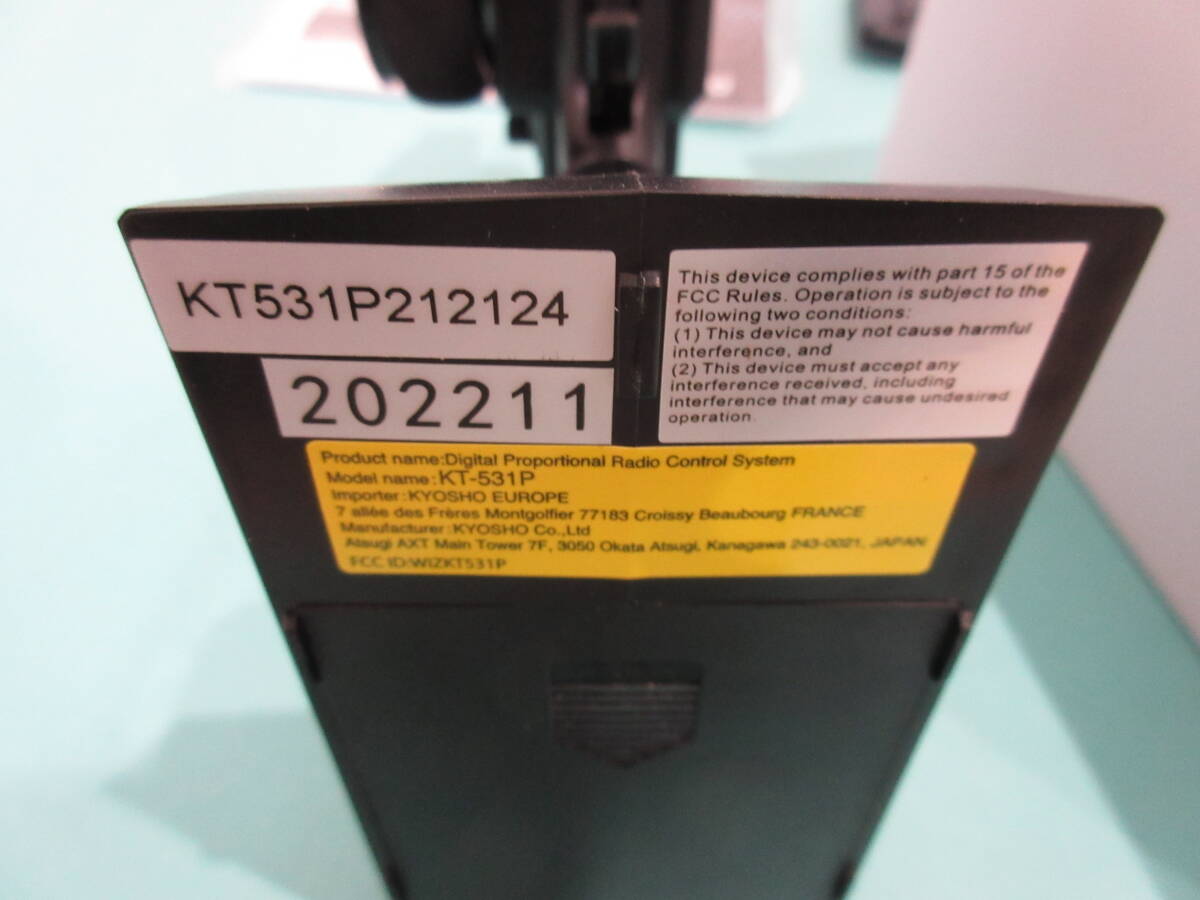 KT531P212124
202211
This device complies with part 15 of the
FCC Rules. Operation is subject to the
following two conditions:
(1) This device may not cause harmful
interference, and
(2) This device must accept any
interference received, including
interference that may cause undesired
operation.
Product name:Digital Proportional Radio Control System
Model name:KT-531P
Importer:KYOSHO EUROPE
7 allée des Frères Montgolfier 77183 Croissy Beaubourg FRANCE
Manufacturer:KYOSHO Co.,Ltd
Atsugi AXT Main Tower 7F, 3050 Okata Atsugi, Kanagawa 243-0021, JAPAN
FCC ID:WIZKT531P